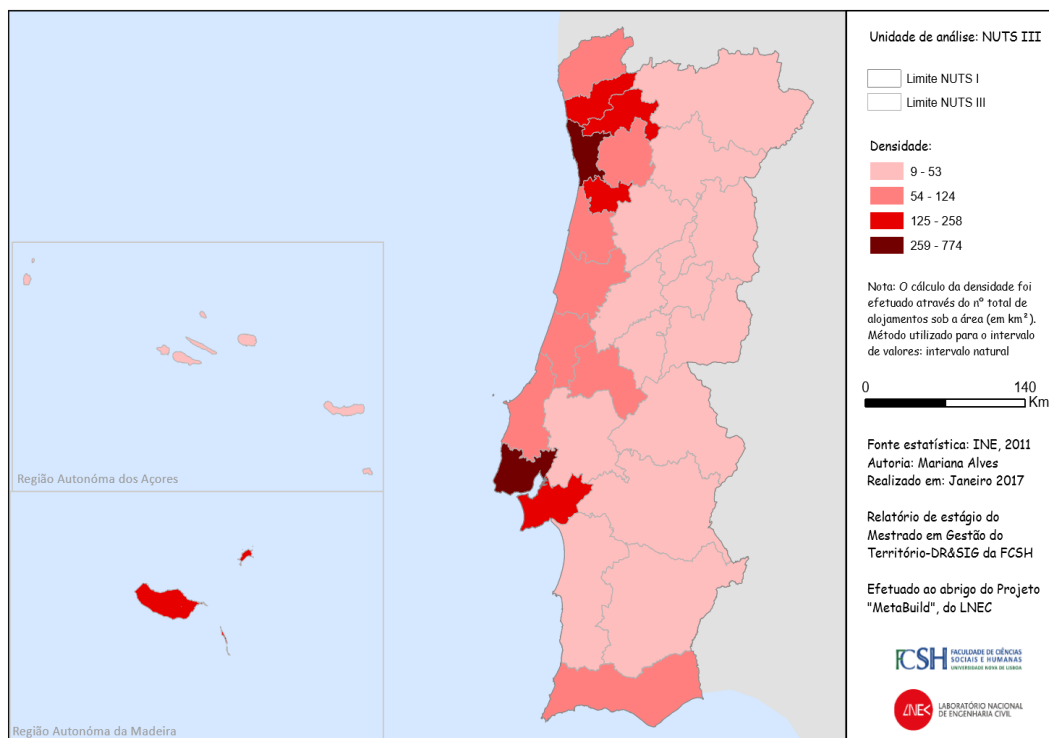 Unidade de análise: NUTS III
Limite NUTS I
Limite NUTS III
Densidade:
9 - 53
54 - 124
125 - 258
259 - 774
Nota: O cálculo da densidade foi
efetuado através do nº total de
alojamentos sob a área (em km²).
Método utilizado para o intervalo
de valores: intervalo natural
0 140
Km
Fonte estatística: INE, 2011
Autoria: Mariana Alves
Realizado em: Janeiro 2017
Relatório de estágio do
Mestrado em Gestão do
Território-DR&SIG da FCSH
Efetuado ao abrigo do Projeto
"MetaBuild", do LNEC
FCSH FACULDADE DE CIÊNCIAS
SOCIAIS E HUMANAS
UNIVERSIDADE NOVA DE LISBOA
LNEC LABORATÓRIO NACIONAL
DE ENGENHARIA CIVIL
Região Autonóma dos Açores
Região Autonóma da Madeira